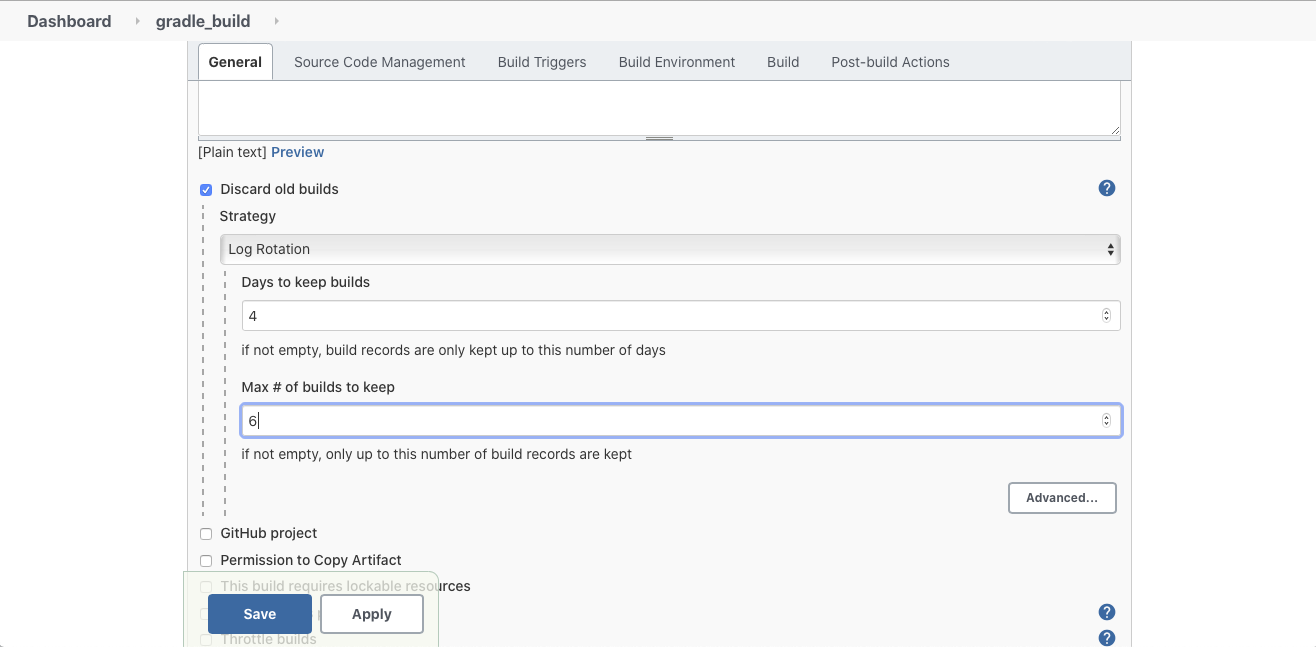 Dashboard gradle_build
General Source Code Management Build Triggers Build Environment Build Post-build Actions
[Plain text] Preview
Discard old builds ?
Strategy
Log Rotation
Days to keep builds
4
if not empty, build records are only kept up to this number of days
Max # of builds to keep
6
if not empty, only up to this number of build records are kept
Advanced...
GitHub project
Permission to Copy Artifact
This build requires lockable resources
Save Apply ?
Throttle builds ?